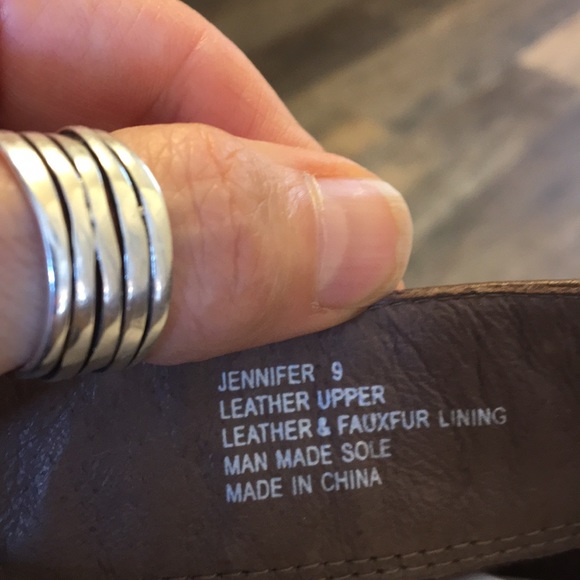 JENNIFER 9
LEATHER UPPER
LEATHER & FAUXFUR LINING
MAN MADE SOLE
MADE IN CHINA